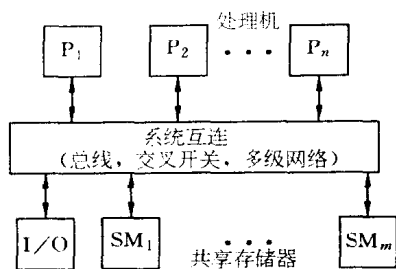 处理机
P1 P2 ··· Pn
系统互连
(总线，交叉开关，多级网络)
I/O SM1 ··· SMm
共享存储器